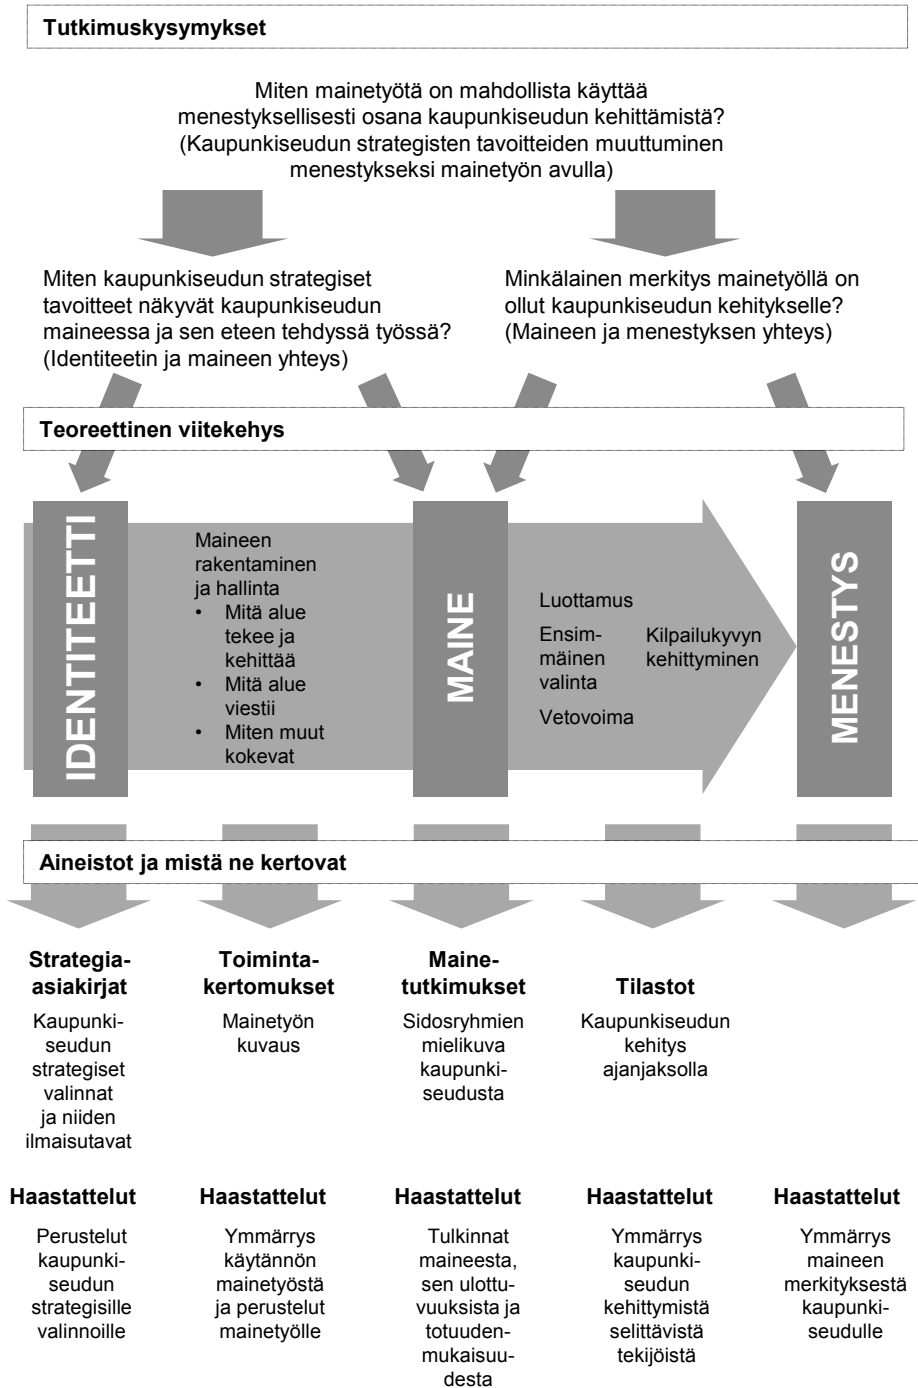 Tutkimuskysymykset
Miten mainetyötä on mahdollista käyttää
menestyksellisesti osana kaupunkiseudun kehittämistä?
(Kaupunkiseudun strategisten tavoitteiden muuttuminen
menestykseksi mainetyön avulla)
Miten kaupunkiseudun strategiset
tavoitteet näkyvät kaupunkiseudun
maineessa ja sen eteen tehdyssä työssä?
(Identiteetin ja maineen yhteys)
Minkälainen merkitys mainetyöllä on
ollut kaupunkiseudun kehitykselle?
(Maineen ja menestyksen yhteys)
Teoreettinen viitekehys
IDENTITEETTI
Maineen
rakentaminen
ja hallinta
• Mitä alue
tekee ja
kehittää
• Mitä alue
viestii
• Miten muut
kokevat
MAINE
Luottamus
Ensim-
mäinen
valinta
Vetovoima
Kilpailukyvyn
kehittyminen
MENESTYS
Aineistot ja mistä ne kertovat
Strategia-
asiakirjat
Kaupunki-
seudun
strategiset
valinnat
ja niiden
ilmaisutavat
Toiminta-
kertomukset
Mainetyön
kuvaus
Maine-
tutkimukset
Sidosryhmien
mielikuva
kaupunki-
seudusta
Tilastot
Kaupunkiseudun
kehitys
ajanjaksolla
Haastattelut
Perustelut
kaupunki-
seudun
strategisille
valinnoille
Haastattelut
Ymmärrys
käytännön
mainetyöstä
ja perustelut
mainetyölle
Haastattelut
Tulkinnat
maineesta,
sen ulottu-
vuuksista ja
totuuden-
mukaisuu-
desta
Haastattelut
Ymmärrys
kaupunki-
seudun
kehittymistä
selittävistä
tekijöistä
Haastattelut
Ymmärrys
maineen
merkityksestä
kaupunki-
seudulle